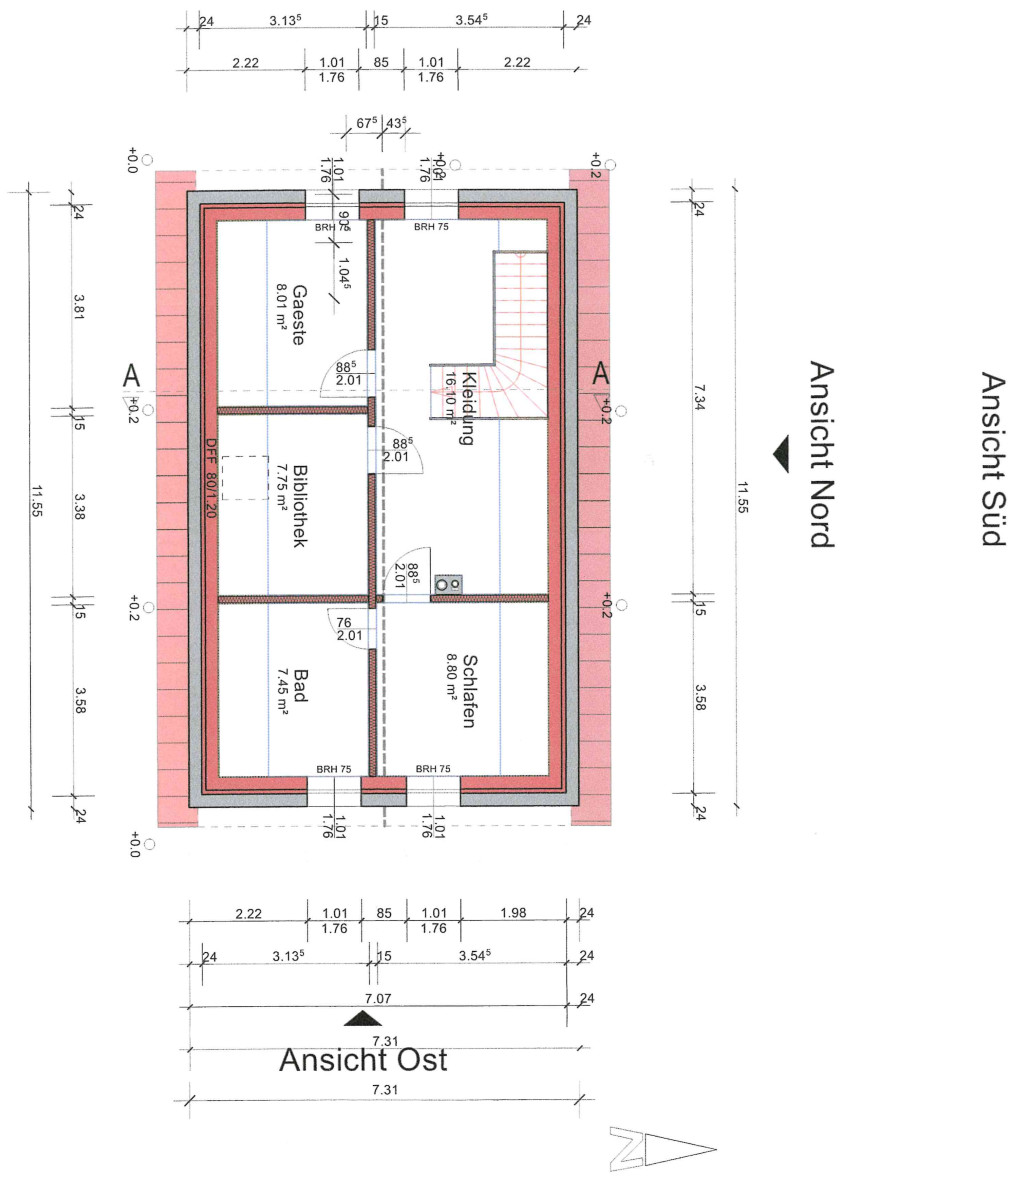 24 3.13⁵ 15 3.54⁵ 24
2.22 1.01 85 1.01 2.22
1.76 1.76
67⁵ 43⁵
+0.0 1.01 1.76 1.76 +0.2
90⁵
BRH 75 BRH 75
1.04⁵
24 24
3.81
Gaeste
8.01 m²
88⁵
2.01
A A
Kleidung
16.10 m²
+0.2 +0.2
7.34
15
88⁵
2.01
DFF 80/1.20
Bibliothek
7.75 m²
3.38
11.55 11.55
Ansicht Nord
Ansicht Süd
88⁵
2.01
15 15
+0.2 +0.2
76
2.01
Bad
7.45 m²
Schlafen
8.80 m²
3.58 3.58
BRH 75 BRH 75
24 24
1.01 1.01
1.76 1.76
+0.0
2.22 1.01 85 1.01 1.98 24
1.76 1.76
24 3.13⁵ 15 3.54⁵ 24
7.07 24
7.31
Ansicht Ost
7.31
N